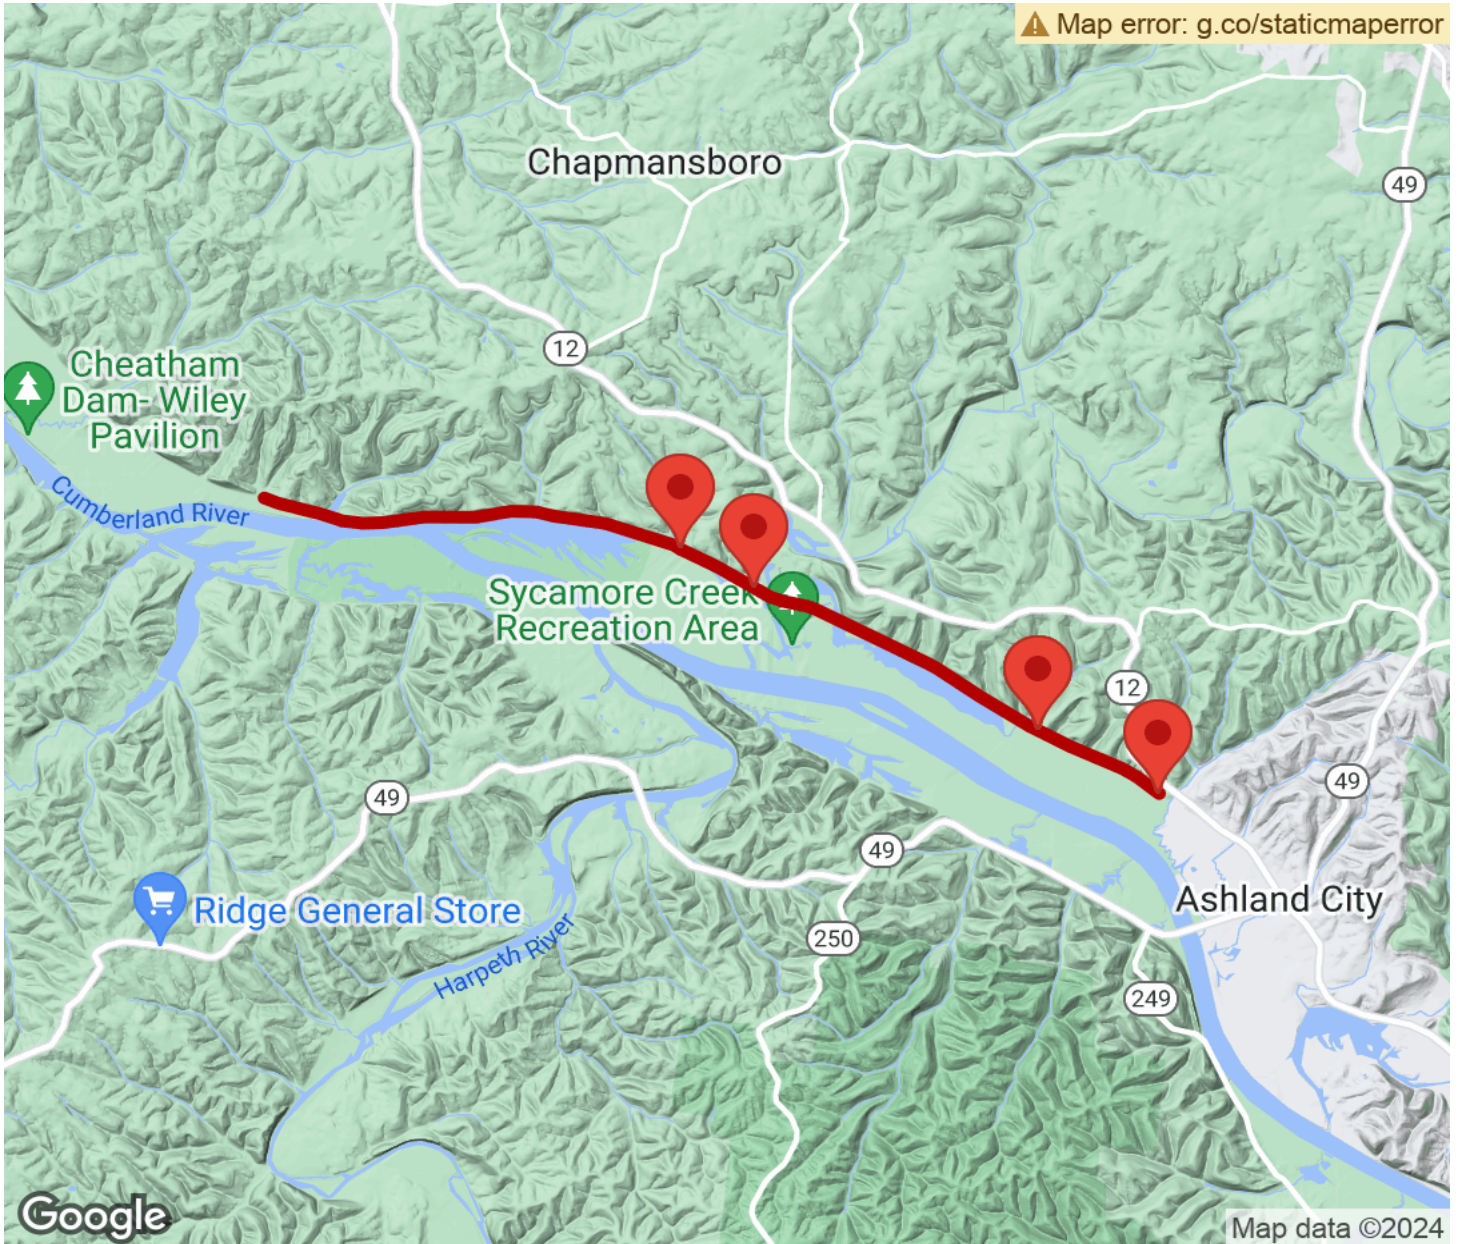 Map error: g.co/staticmaperror
Chapmansboro
49
12
Cheatham
Dam- Wiley
Pavilion
Cumberland River
Sycamore Creek
Recreation Area
12
49
49
49
Ridge General Store
Ashland City
250
Harpeth River
249
Google
Map data ©2024